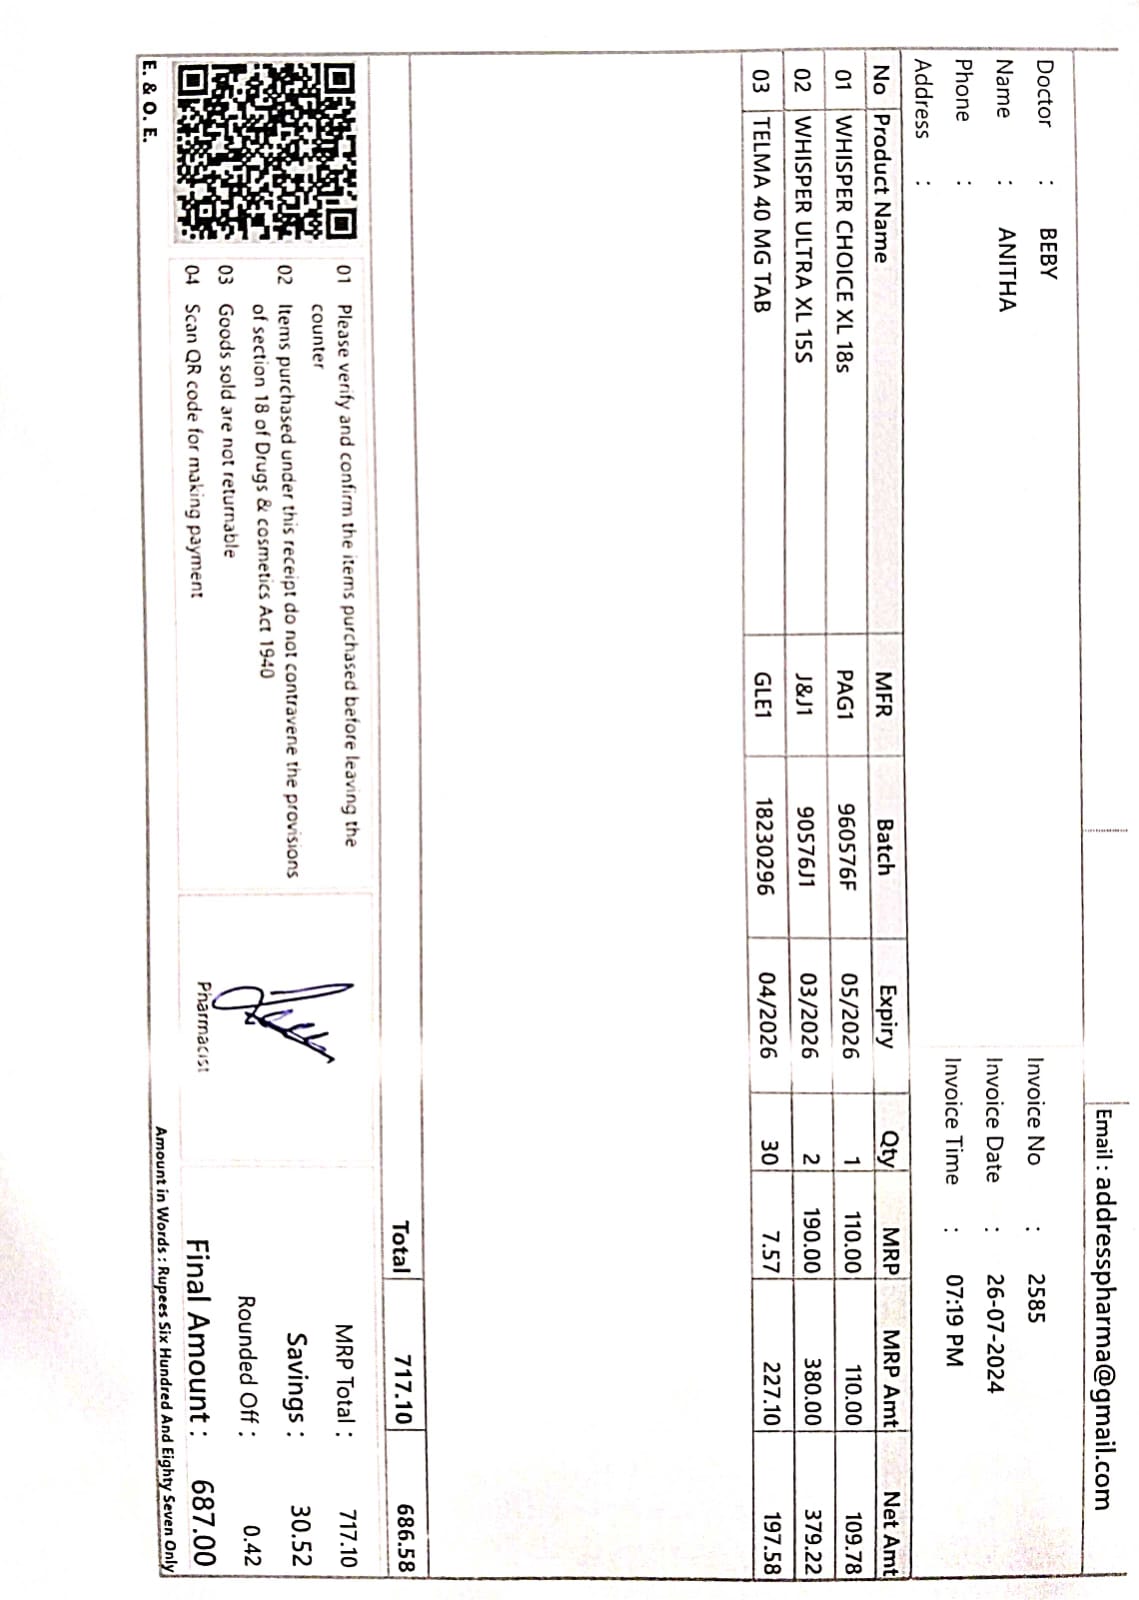 Email : addresspharma@gmail.com
Doctor : BEBY
Name : ANITHA
Phone :
Address :
Invoice No : 2585
Invoice Date : 26-07-2024
Invoice Time : 07:19 PM
No Product Name MFR Batch Expiry Qty MRP MRP Amt Net Amt
01 WHISPER CHOICE XL 18s PAG1 960576F 05/2026 1 110.00 110.00 109.78
02 WHISPER ULTRA XL 15S J&J1 90576J1 03/2026 2 190.00 380.00 379.22
03 TELMA 40 MG TAB GLE1 18230296 04/2026 30 7.57 227.10 197.58
Total 717.10 686.58
01 Please verify and confirm the items purchased before leaving the
counter
02 Items purchased under this receipt do not contravene the provisions
of section 18 of Drugs & cosmetics Act 1940
03 Goods sold are not returnable
04 Scan QR code for making payment
E. & O. E.
Pharmacist
MRP Total : 717.10
Savings : 30.52
Rounded Off : 0.42
Final Amount : 687.00
Amount in Words : Rupees Six Hundred And Eighty Seven Only